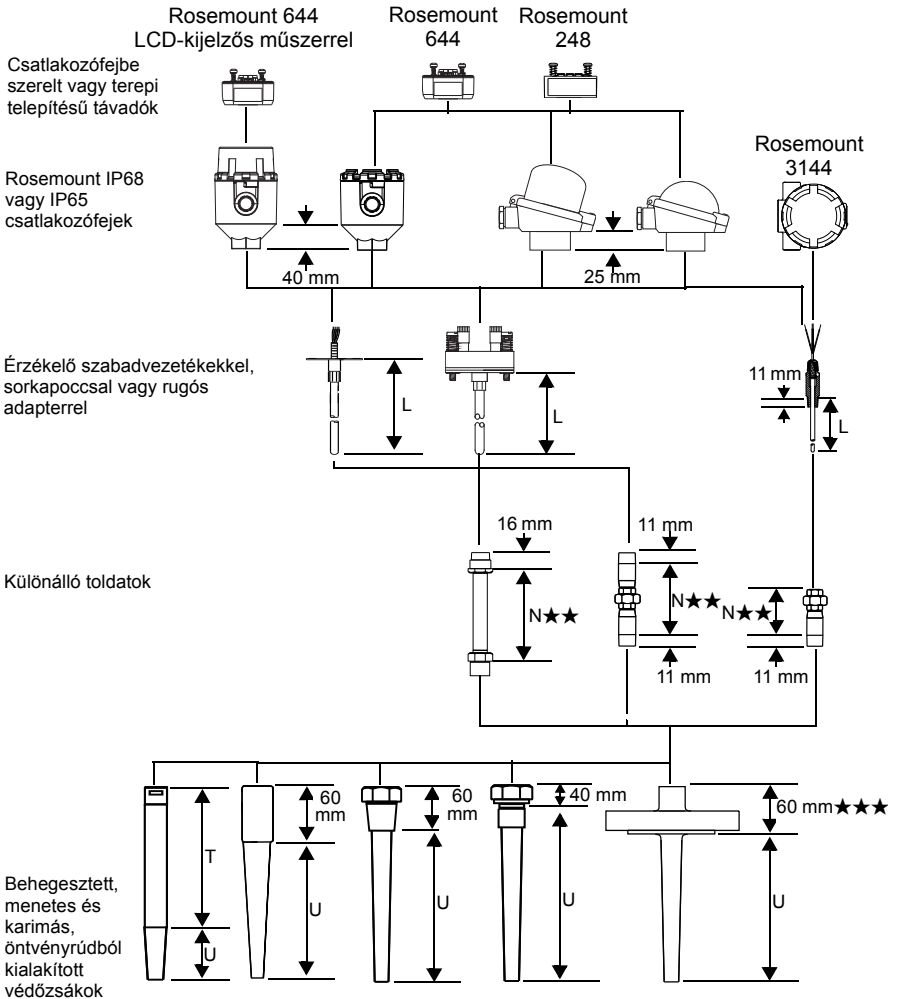 Rosemount 644
LCD-kijelzős műszerrel
Rosemount
644
Rosemount
248
Csatlakozófejbe
szerelt vagy terepi
telepítésű távadók
Rosemount
3144
Rosemount IP68
vagy IP65
csatlakozófejek
40 mm
25 mm
Érzékelő szabadvezetékekkel,
sorkapoccsal vagy rugós
adapterrel
L
L
11 mm
L
16 mm
11 mm
Különálló toldatok
N★★
N★★
N★★
11 mm
11 mm
60
mm
60
mm
40 mm
60 mm★★★
T
U
U
U
U
U
Behegesztett,
menetes és
karimás,
öntvényrúdból
kialakított
védőzsákok